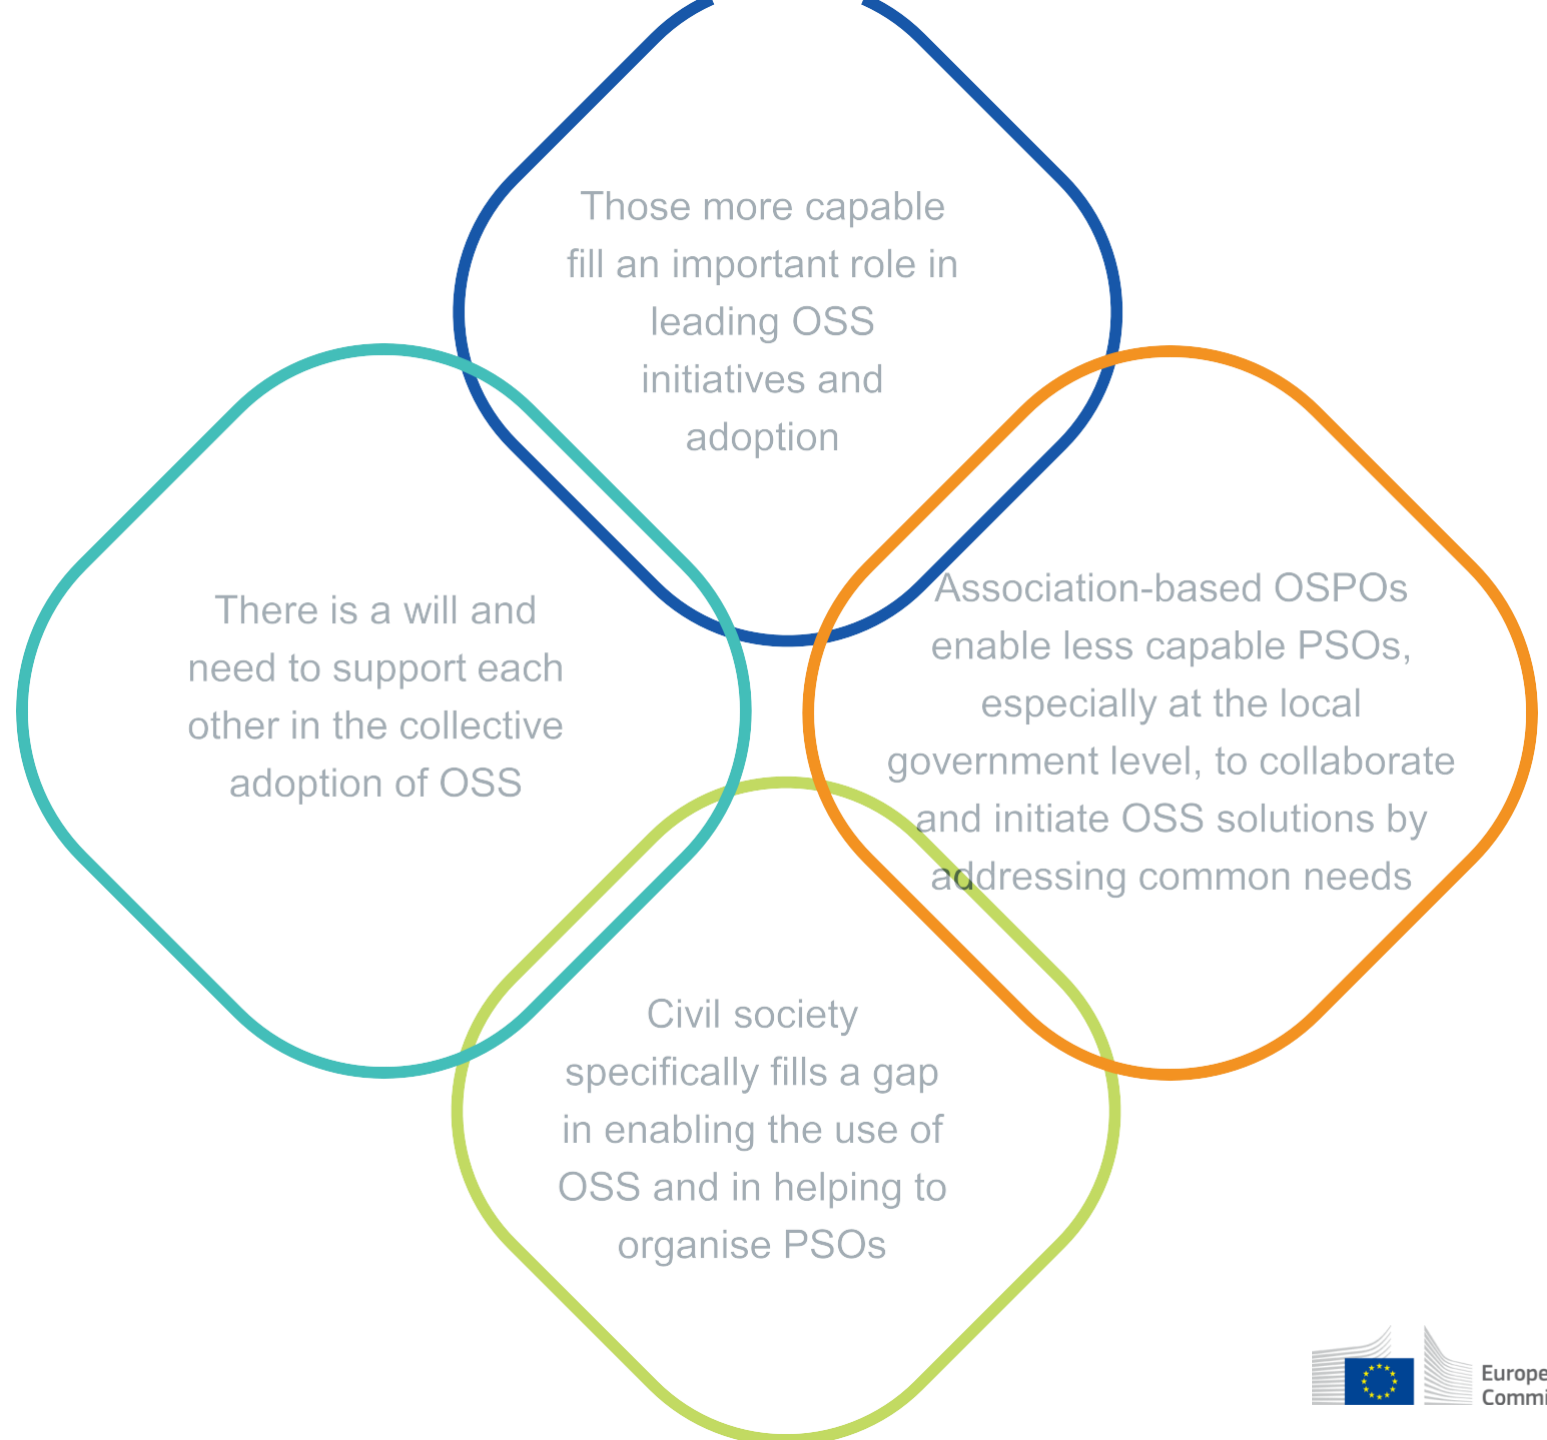 Those more capable
fill an important role in
leading OSS
initiatives and
adoption
There is a will and
need to support each
other in the collective
adoption of OSS
Association-based OSPOs
enable less capable PSOs,
especially at the local
government level, to collaborate
and initiate OSS solutions by
addressing common needs
Civil society
specifically fills a gap
in enabling the use of
OSS and in helping to
organise PSOs
Europe
Commi